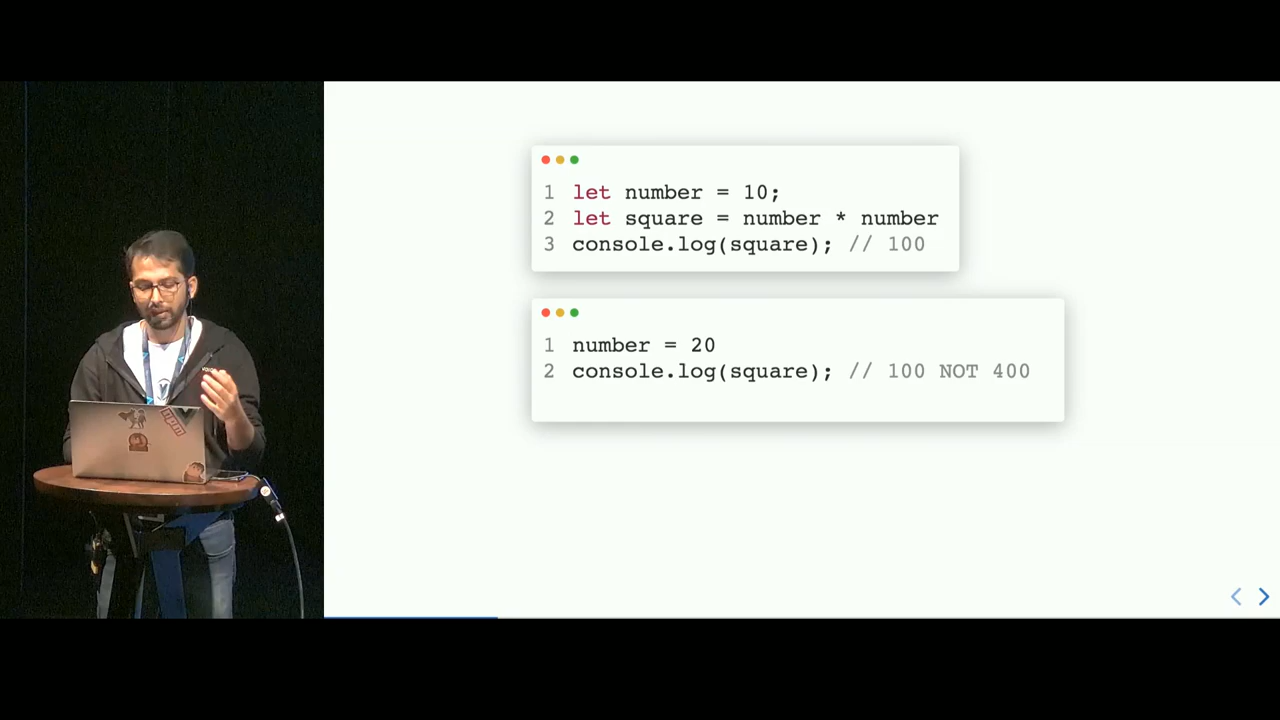 1 let number = 10;
2 let square = number * number
3 console.log(square); // 100
1 number = 20
2 console.log(square); // 100 NOT 400
npm